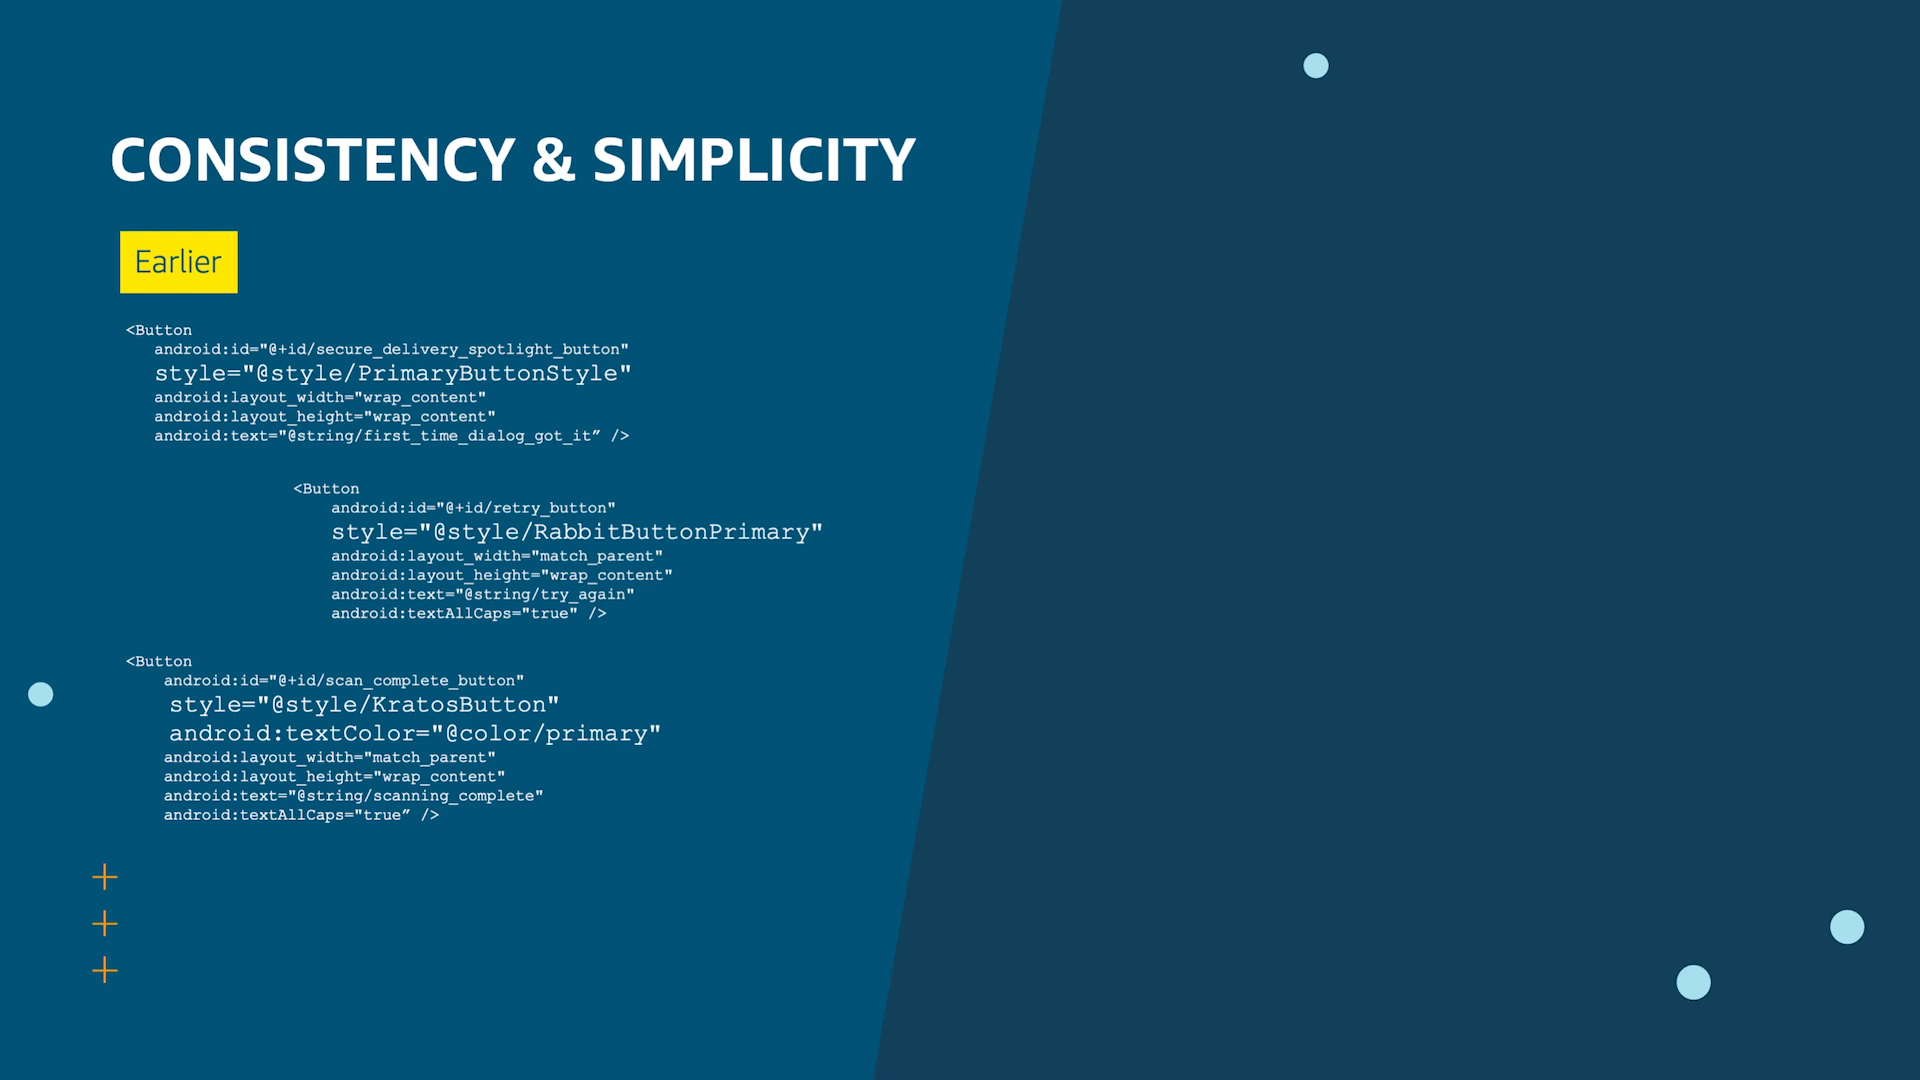 CONSISTENCY & SIMPLICITY
Earlier
<Button
android:id="@+id/secure_delivery_spotlight_button"
style="@style/PrimaryButtonStyle"
android:layout_width="wrap_content"
android:layout_height="wrap_content"
android:text="@string/first_time_dialog_got_it” />
<Button
android:id="@+id/retry_button"
style="@style/RabbitButtonPrimary"
android:layout_width="match_parent"
android:layout_height="wrap_content"
android:text="@string/try_again"
android:textAllCaps="true" />
<Button
android:id="@+id/scan_complete_button"
style="@style/KratosButton"
android:textColor="@color/primary"
android:layout_width="match_parent"
android:layout_height="wrap_content"
android:text="@string/scanning_complete"
android:textAllCaps="true” />